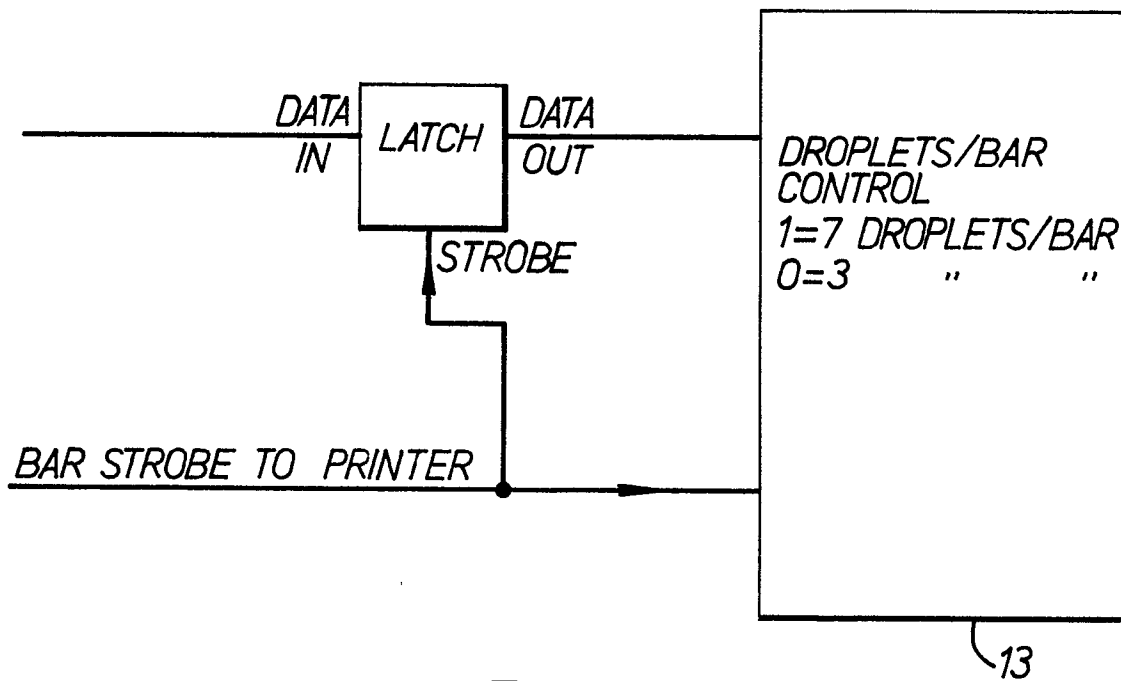 DATA
IN
LATCH
DATA
OUT
STROBE
DROPLETS/BAR
CONTROL
1=7 DROPLETS/BAR
0=3 " "
BAR STROBE TO PRINTER
13